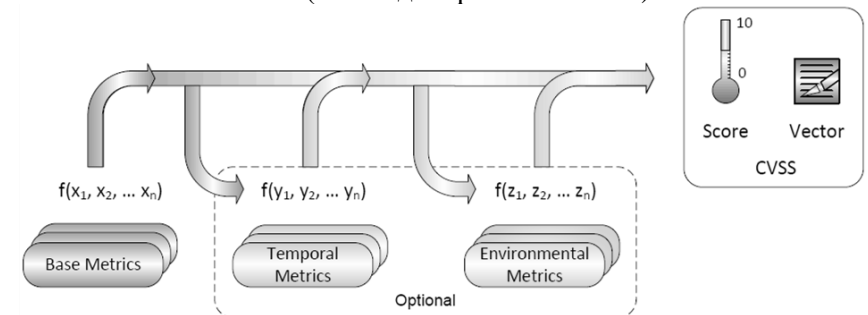 10
0
Score Vector
CVSS
f(x₁, x₂, ... xₙ) f(y₁, y₂, ... yₙ) f(z₁, z₂, ... zₙ)
Base Metrics
Temporal
Metrics
Environmental
Metrics
Optional